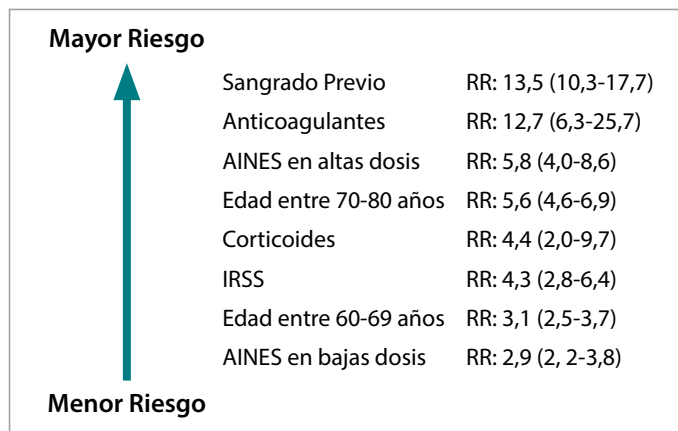 Mayor Riesgo
Sangrado Previo RR: 13,5 (10,3-17,7)
Anticoagulantes RR: 12,7 (6,3-25,7)
AINES en altas dosis RR: 5,8 (4,0-8,6)
Edad entre 70-80 años RR: 5,6 (4,6-6,9)
Corticoides RR: 4,4 (2,0-9,7)
IRSS RR: 4,3 (2,8-6,4)
Edad entre 60-69 años RR: 3,1 (2,5-3,7)
AINES en bajas dosis RR: 2,9 (2, 2-3,8)
Menor Riesgo